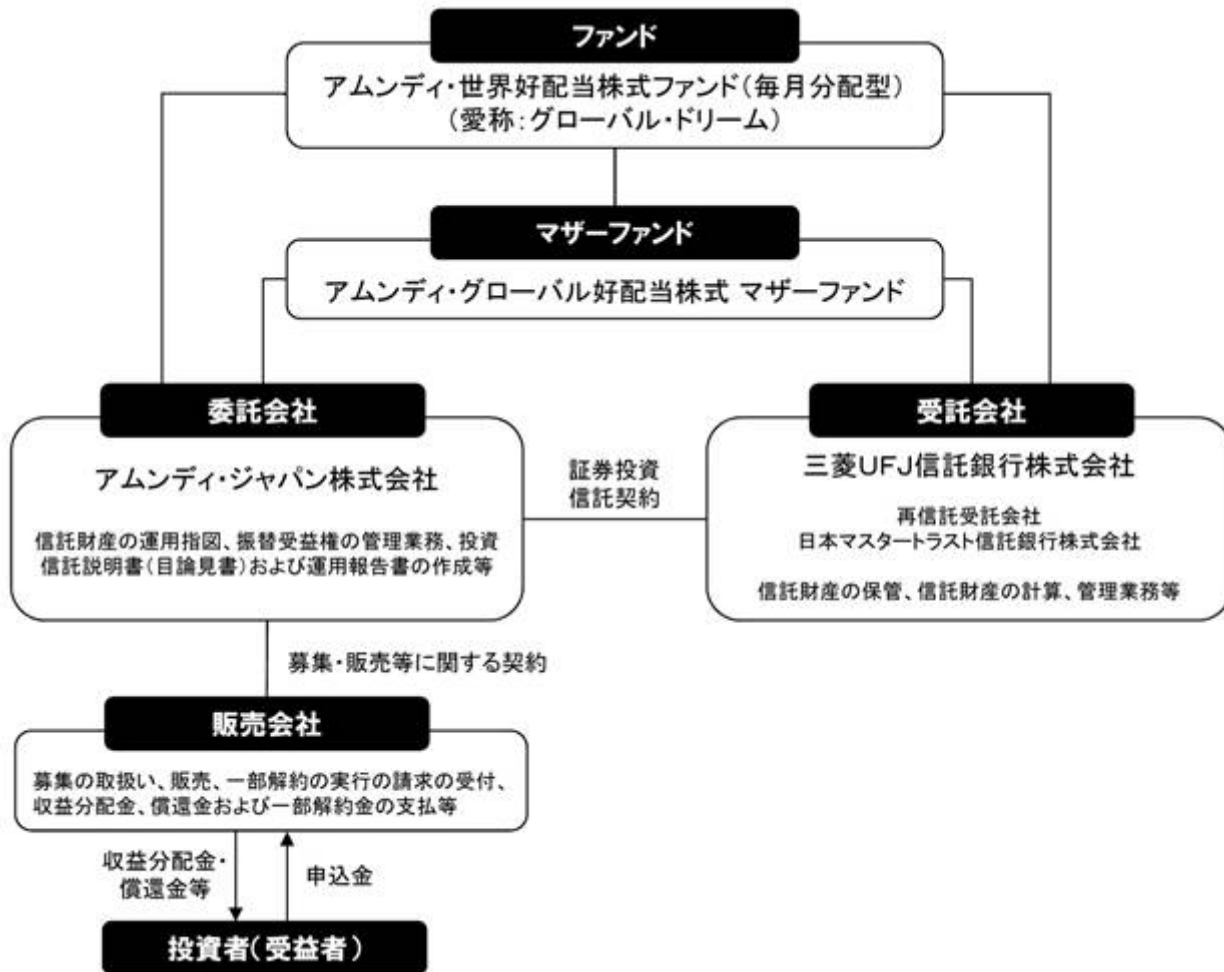 ファンド
アムンディ・世界好配当株式ファンド(毎月分配型)
(愛称:グローバル・ドリーム)
マザーファンド
アムンディ・グローバル好配当株式 マザーファンド
委託会社
アムンディ・ジャパン株式会社
信託財産の運用指図、振替受益権の管理業務、投資
信託説明書(目論見書)および運用報告書の作成等
証券投資
信託契約
受託会社
三菱UFJ信託銀行株式会社
再信託受託会社
日本マスタートラスト信託銀行株式会社
信託財産の保管、信託財産の計算、管理業務等
募集・販売等に関する契約
販売会社
募集の取扱い、販売、一部解約の実行の請求の受付、
収益分配金、償還金および一部解約金の支払等
収益分配金・
償還金等
申込金
投資者(受益者)